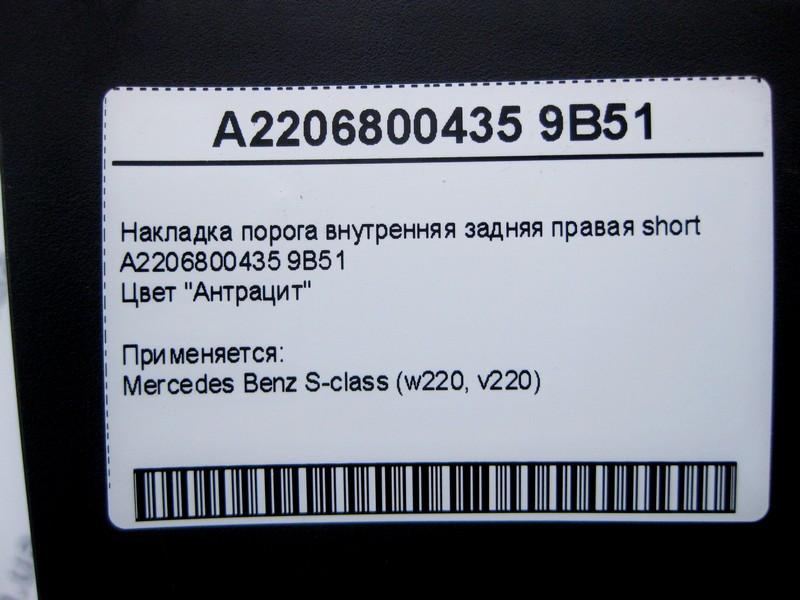 A2206800435 9B51
Накладка порога внутренняя задняя правая short
A2206800435 9B51
Цвет "Антрацит"
Применяется:
Mercedes Benz S-class (w220, v220)